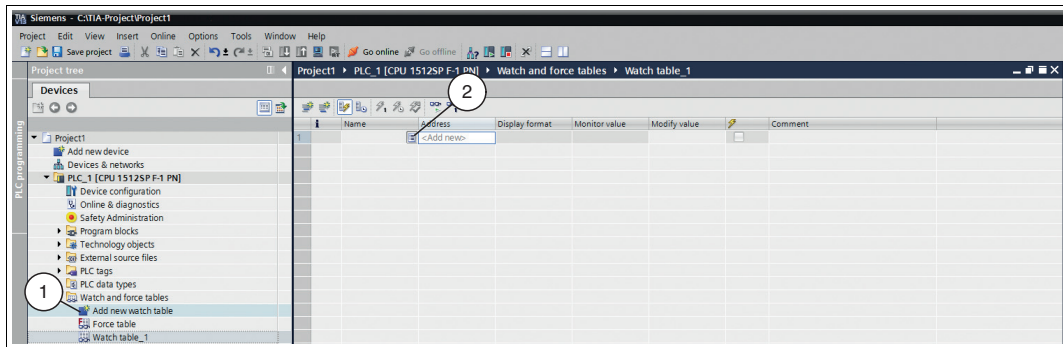 Siemens - C:\TIA-Project\Project1
Project Edit View Insert Online Options Tools Window Help
Save project Go online Go offline
Project tree
Project1 PLC_1 [CPU 1512SP F-1 PN] Watch and force tables Watch table_1
Devices
2
i Name Address Display format Monitor value Modify value Comment
1 <Add new>
PLC programming
Project1
Add new device
Devices & networks
PLC_1 [CPU 1512SP F-1 PN]
Device configuration
Online & diagnostics
Safety Administration
Program blocks
Technology objects
External source files
PLC tags
PLC data types
1
Watch and force tables
Add new watch table
Force table
Watch table_1